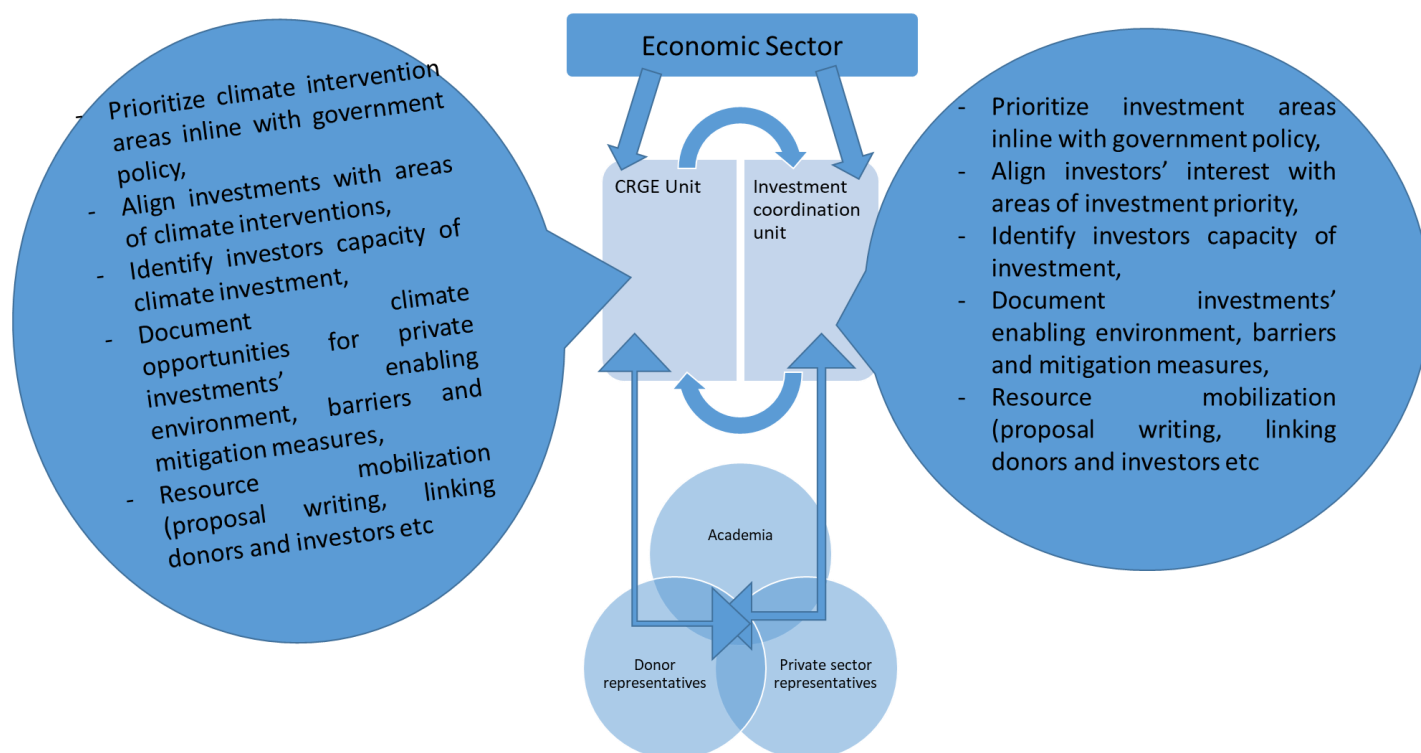 Economic Sector
- Prioritize climate intervention
areas inline with government
policy,
- Align investments with areas
of climate interventions,
- Identify investors capacity of
climate investment,
- Document climate
opportunities for private
investments’ enabling
environment, barriers and
mitigation measures,
- Resource mobilization
(proposal writing, linking
donors and investors etc
CRGE Unit
Investment
coordination
unit
- Prioritize investment areas
inline with government policy,
- Align investors’ interest with
areas of investment priority,
- Identify investors capacity of
investment,
- Document investments’
enabling environment, barriers
and mitigation measures,
- Resource mobilization
(proposal writing, linking
donors and investors etc
Academia
Donor
representatives
Private sector
representatives